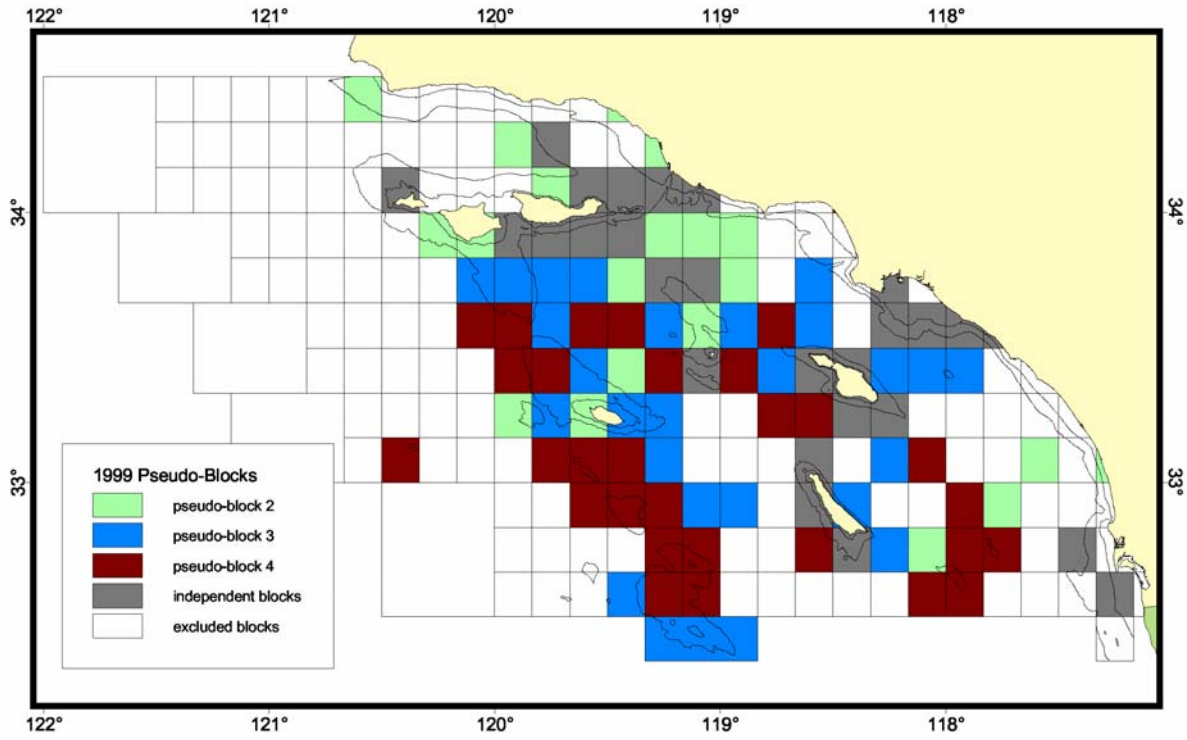 122° 121° 120° 119° 118°
34° 34°
33° 33°
1999 Pseudo-Blocks
pseudo-block 2
pseudo-block 3
pseudo-block 4
independent blocks
excluded blocks
122° 121° 120° 119° 118°